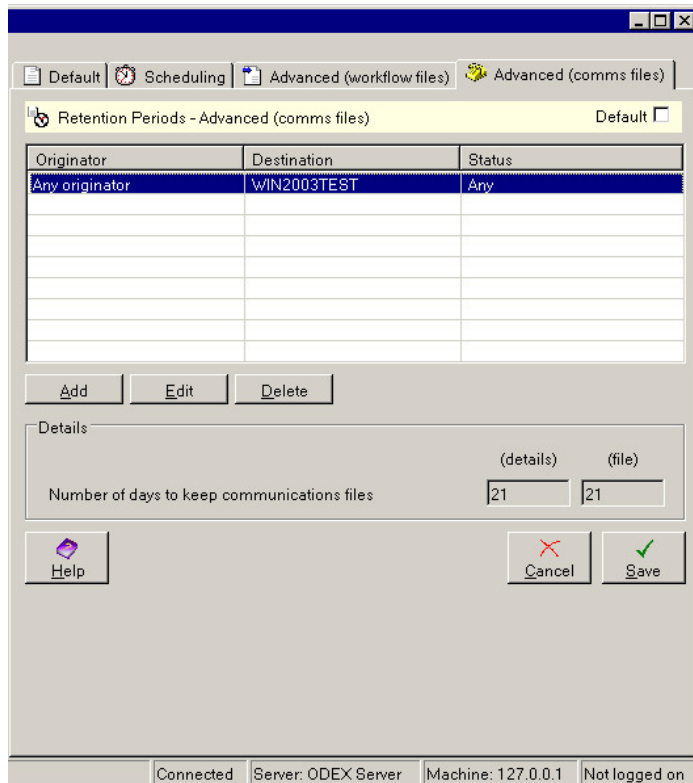 Default Scheduling Advanced (workflow files) Advanced (comms files)
Retention Periods - Advanced (comms files) Default
Originator Destination Status
Any originator WIN2003TEST Any
Add Edit Delete
Details
(details) (file)
Number of days to keep communications files 21 21
Help Cancel Save
Connected Server: ODEX Server Machine: 127.0.0.1 Not logged on